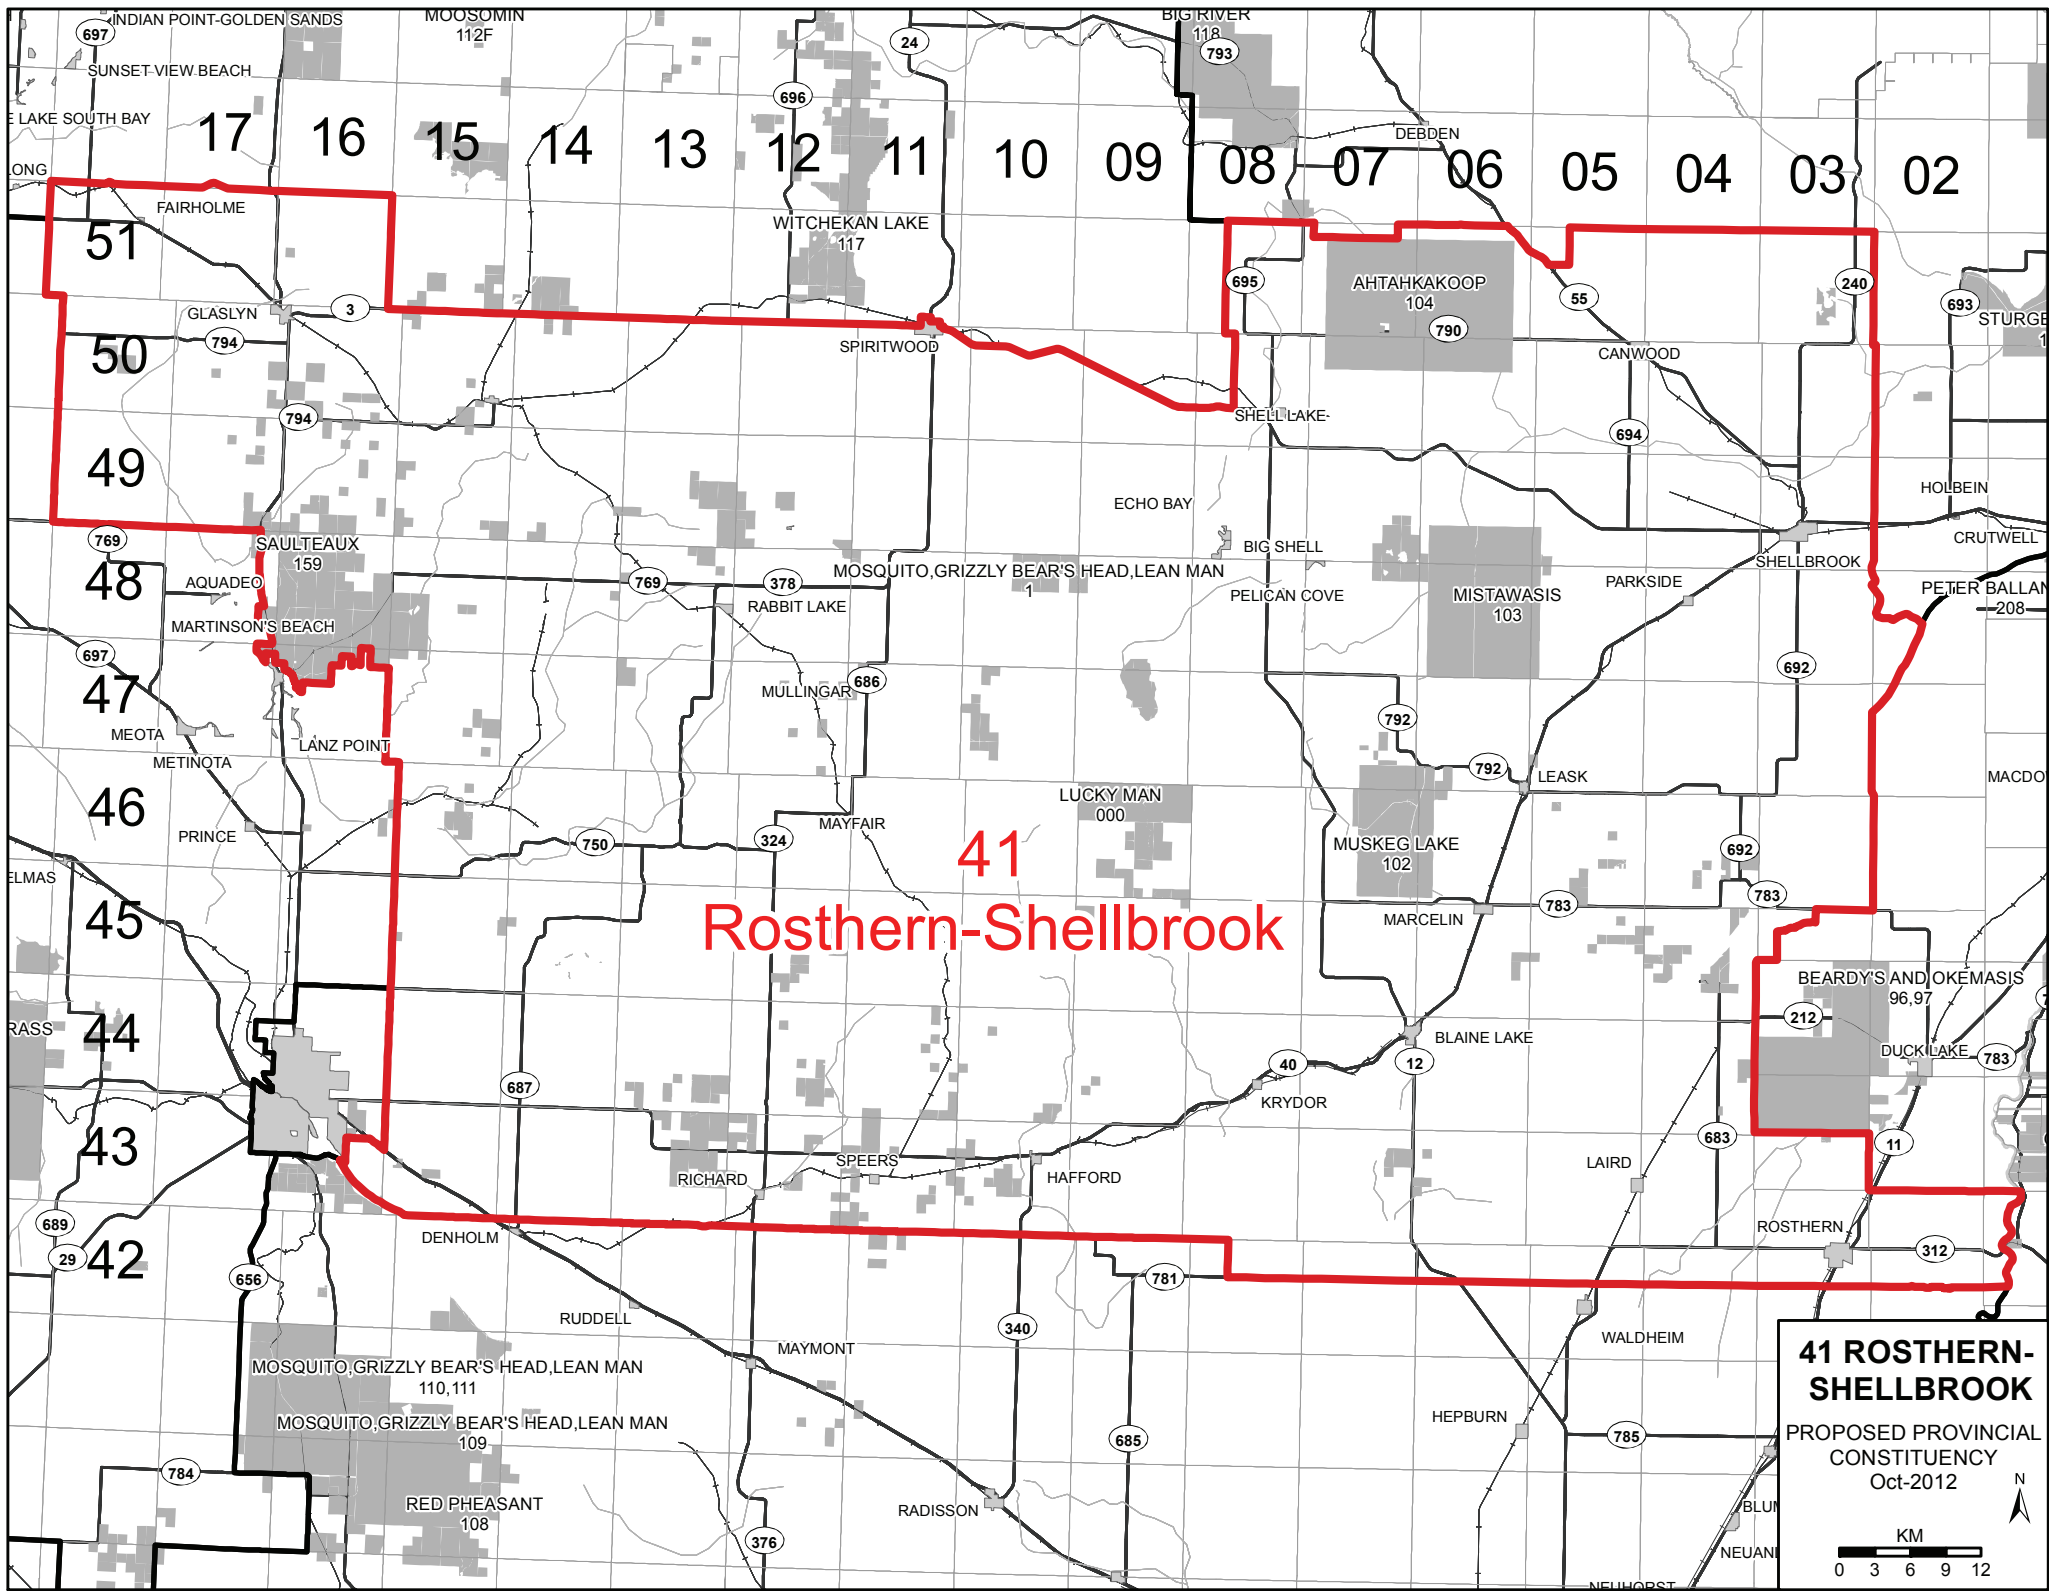 INDIAN POINT-GOLDEN SANDS
MOOSOMIN
112F
BIG RIVER
118
697
24
793
SUNSET VIEW BEACH
696
E LAKE SOUTH BAY
DEBDEN
17 16 15 14 13 12 11 10 09 08 07 06 05 04 03 02
LONG
FAIRHOLME
WITCHEKAN LAKE
117
51
695
AHTAHKAKOOP
104
55
240
693
GLASLYN
3
STURGE
1
790
794
50
SPIRITWOOD
CANWOOD
794
SHELL LAKE
694
49
ECHO BAY
HOLBEIN
769
SAULTEAUX
159
BIG SHELL
CRUTWELL
SHELLBROOK
48
AQUADEO
769
378
MOSQUITO,GRIZZLY BEAR'S HEAD,LEAN MAN
1
PARKSIDE
RABBIT LAKE
PELICAN COVE
MISTAWASIS
103
PETER BALLAN
208
MARTINSON'S BEACH
697
692
47
MULLINGAR
686
792
MEOTA
LANZ POINT
METINOTA
792
LEASK
MACDO
46
LUCKY MAN
000
PRINCE
MAYFAIR
750
324
MUSKEG LAKE
102
692
41
ELMAS
783
783
45
MARCELIN
Rosthern-Shellbrook
BEARDY'S AND OKEMASIS
96,97
RASS
212
44
BLAINE LAKE
DUCK LAKE
783
40
12
687
KRYDOR
43
683
11
SPEERS
LAIRD
RICHARD
HAFFORD
689
DENHOLM
ROSTHERN
29
42
312
656
781
RUDDELL
340
WALDHEIM
MAYMONT
MOSQUITO,GRIZZLY BEAR'S HEAD,LEAN MAN
110,111
HEPBURN
MOSQUITO,GRIZZLY BEAR'S HEAD,LEAN MAN
109
685
785
784
RED PHEASANT
108
RADISSON
BLUM
376
NEUAN
NEUHORST
41 ROSTHERN-
SHELLBROOK
PROPOSED PROVINCIAL
CONSTITUENCY
Oct-2012
N
KM
0 3 6 9 12